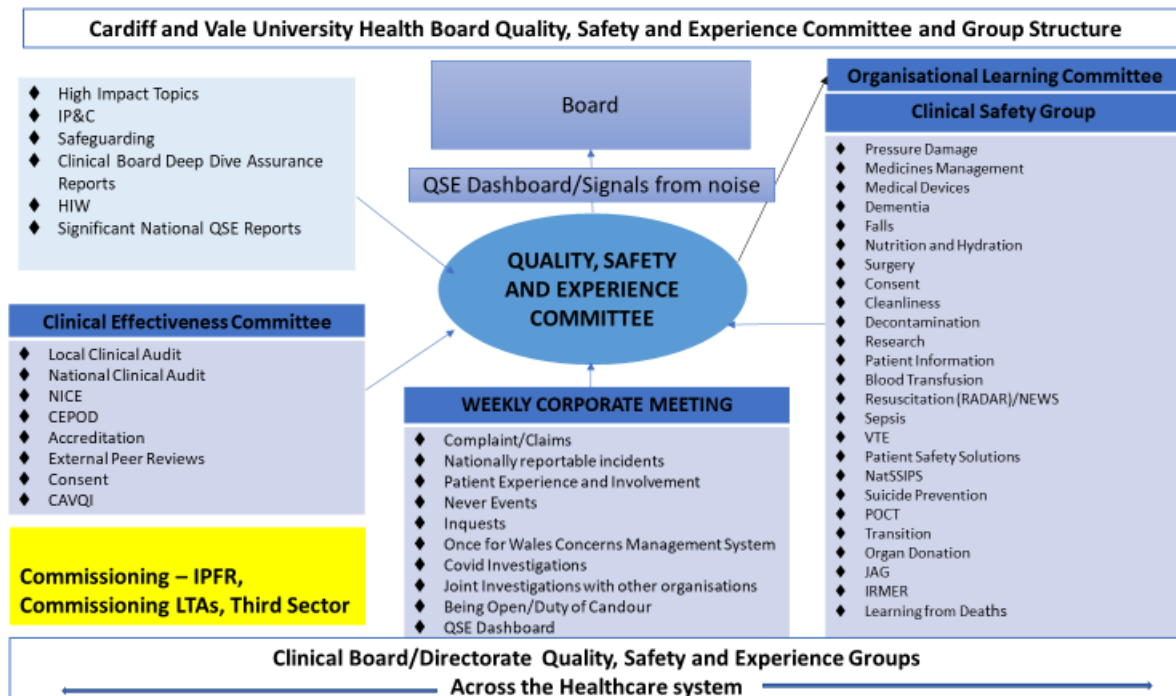 Cardiff and Vale University Health Board Quality, Safety and Experience Committee and Group Structure
♦ High Impact Topics
♦ IP&C
♦ Safeguarding
♦ Clinical Board Deep Dive Assurance
Reports
♦ HIW
♦ Significant National QSE Reports
Board
QSE Dashboard/Signals from noise
QUALITY, SAFETY
AND EXPERIENCE
COMMITTEE
Organisational Learning Committee
Clinical Safety Group
♦ Pressure Damage
♦ Medicines Management
♦ Medical Devices
♦ Dementia
♦ Falls
♦ Nutrition and Hydration
♦ Surgery
♦ Consent
♦ Cleanliness
♦ Decontamination
♦ Research
♦ Patient Information
♦ Blood Transfusion
♦ Resuscitation (RADAR)/NEWS
♦ Sepsis
♦ VTE
♦ Patient Safety Solutions
♦ NatSSIPS
♦ Suicide Prevention
♦ POCT
♦ Transition
♦ Organ Donation
♦ JAG
♦ IRMER
♦ Learning from Deaths
Clinical Effectiveness Committee
♦ Local Clinical Audit
♦ National Clinical Audit
♦ NICE
♦ CEPOD
♦ Accreditation
♦ External Peer Reviews
♦ Consent
♦ CAVQI
WEEKLY CORPORATE MEETING
♦ Complaint/Claims
♦ Nationally reportable incidents
♦ Patient Experience and Involvement
♦ Never Events
♦ Inquests
♦ Once for Wales Concerns Management System
♦ Covid Investigations
♦ Joint Investigations with other organisations
♦ Being Open/Duty of Candour
♦ QSE Dashboard
Commissioning – IPFR,
Commissioning LTAs, Third Sector
Clinical Board/Directorate Quality, Safety and Experience Groups
Across the Healthcare system